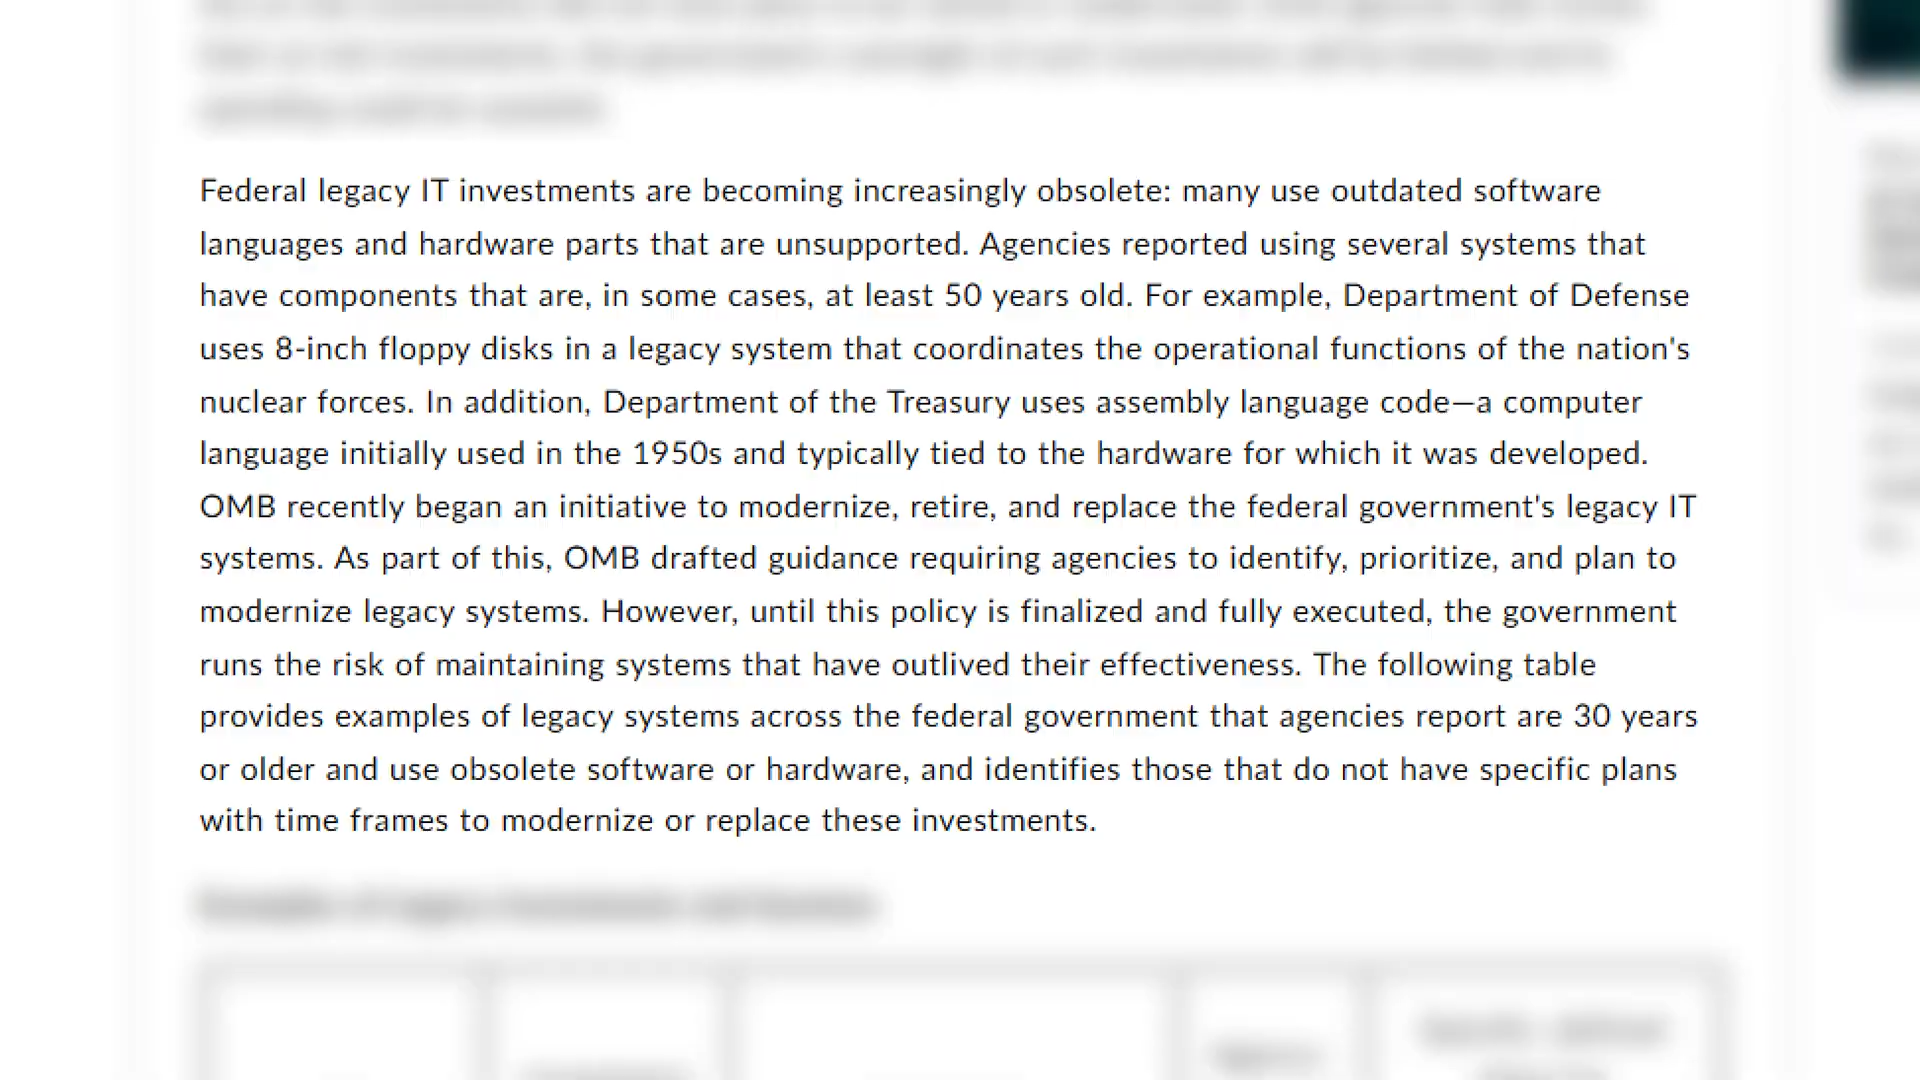 Federal legacy IT investments are becoming increasingly obsolete: many use outdated software
languages and hardware parts that are unsupported. Agencies reported using several systems that
have components that are, in some cases, at least 50 years old. For example, Department of Defense
uses 8-inch floppy disks in a legacy system that coordinates the operational functions of the nation's
nuclear forces. In addition, Department of the Treasury uses assembly language code—a computer
language initially used in the 1950s and typically tied to the hardware for which it was developed.
OMB recently began an initiative to modernize, retire, and replace the federal government's legacy IT
systems. As part of this, OMB drafted guidance requiring agencies to identify, prioritize, and plan to
modernize legacy systems. However, until this policy is finalized and fully executed, the government
runs the risk of maintaining systems that have outlived their effectiveness. The following table
provides examples of legacy systems across the federal government that agencies report are 30 years
or older and use obsolete software or hardware, and identifies those that do not have specific plans
with time frames to modernize or replace these investments.